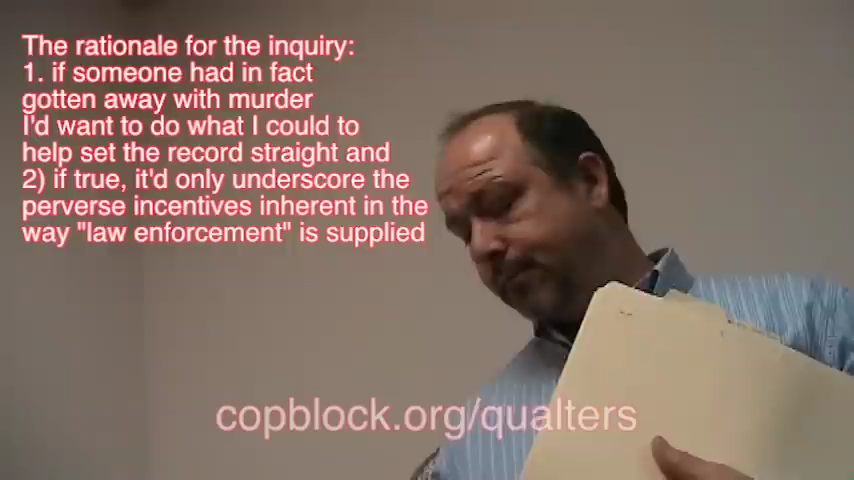 The rationale for the inquiry:
1. if someone had in fact
gotten away with murder
I'd want to do what I could to
help set the record straight and
2) if true, it'd only underscore the
perverse incentives inherent in the
way "law enforcement" is supplied
copblock.org/qualters